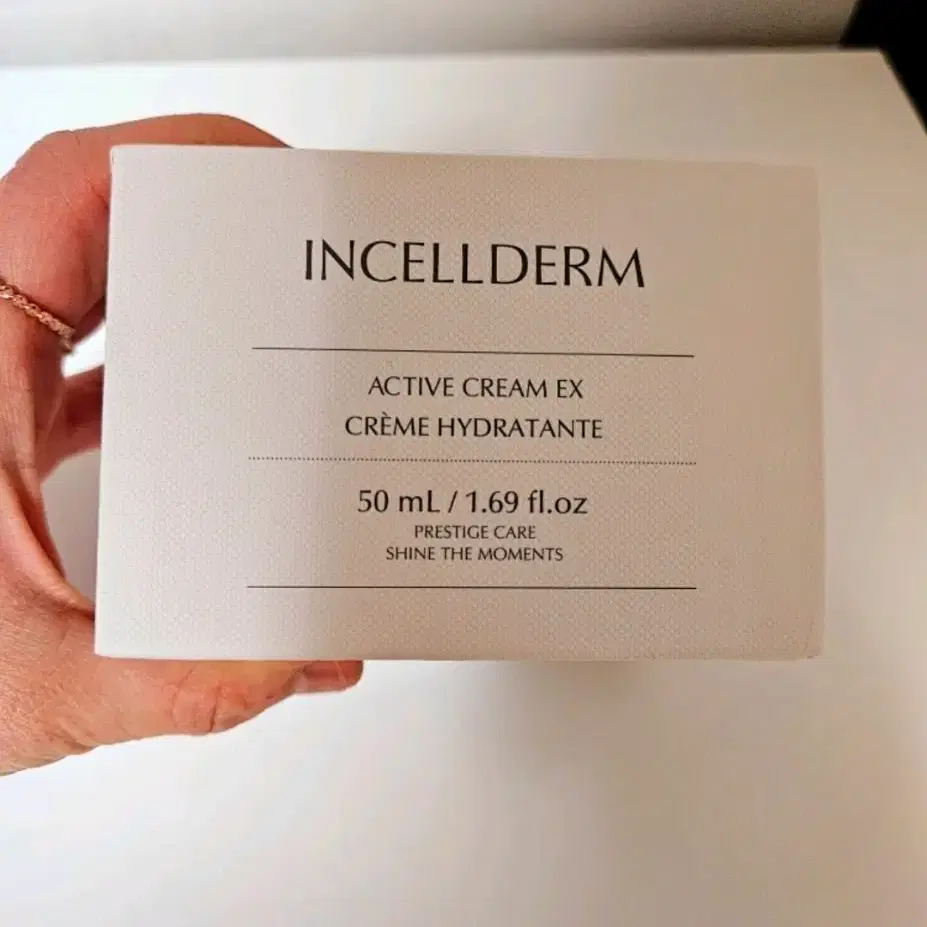 INCELLDERM
ACTIVE CREAM EX
CRÈME HYDRATANTE
50 mL / 1.69 fl.oz
PRESTIGE CARE
SHINE THE MOMENTS